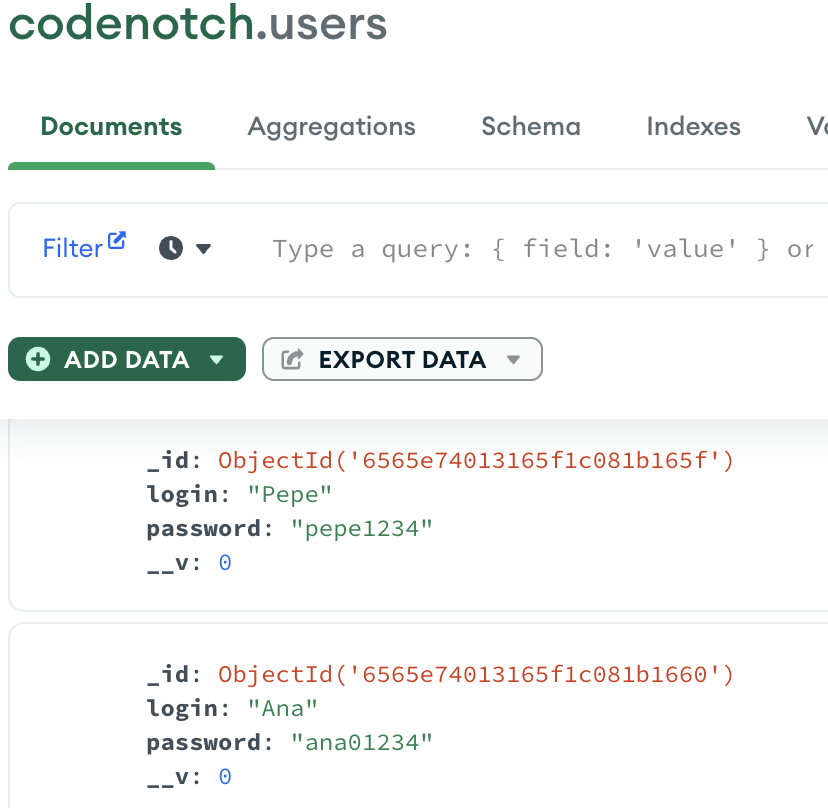 codenotch.users
Documents Aggregations Schema Indexes
Filter Type a query: { field: 'value' } or
ADD DATA EXPORT DATA
_id: ObjectId('6565e74013165f1c081b165f')
login: "Pepe"
password: "pepe1234"
__v: 0
_id: ObjectId('6565e74013165f1c081b1660')
login: "Ana"
password: "ana01234"
__v: 0